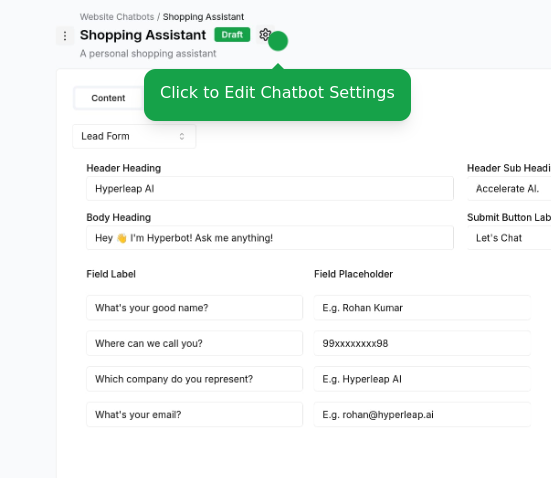 Website Chatbots / Shopping Assistant
Shopping Assistant Draft
A personal shopping assistant
Click to Edit Chatbot Settings
Content
Lead Form
Header Heading
Header Sub Headi
Hyperleap AI
Accelerate AI.
Body Heading
Submit Button Lab
Hey 👋 I'm Hyperbot! Ask me anything!
Let's Chat
Field Label
Field Placeholder
What's your good name?
E.g. Rohan Kumar
Where can we call you?
99xxxxxxxx98
Which company do you represent?
E.g. Hyperleap AI
What's your email?
E.g. rohan@hyperleap.ai